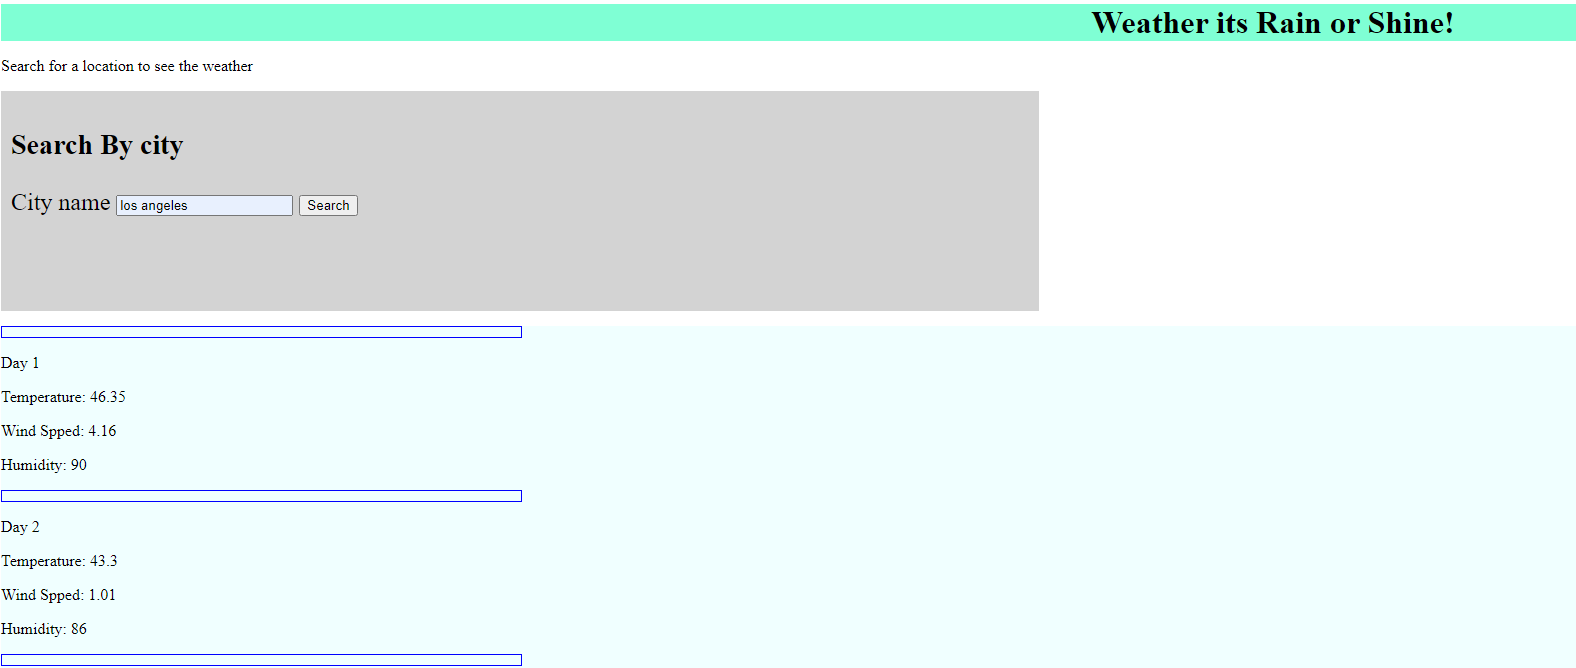 Weather its Rain or Shine!
Search for a location to see the weather
Search By city
City name los angeles Search
Day 1
Temperature: 46.35
Wind Spped: 4.16
Humidity: 90
Day 2
Temperature: 43.3
Wind Spped: 1.01
Humidity: 86